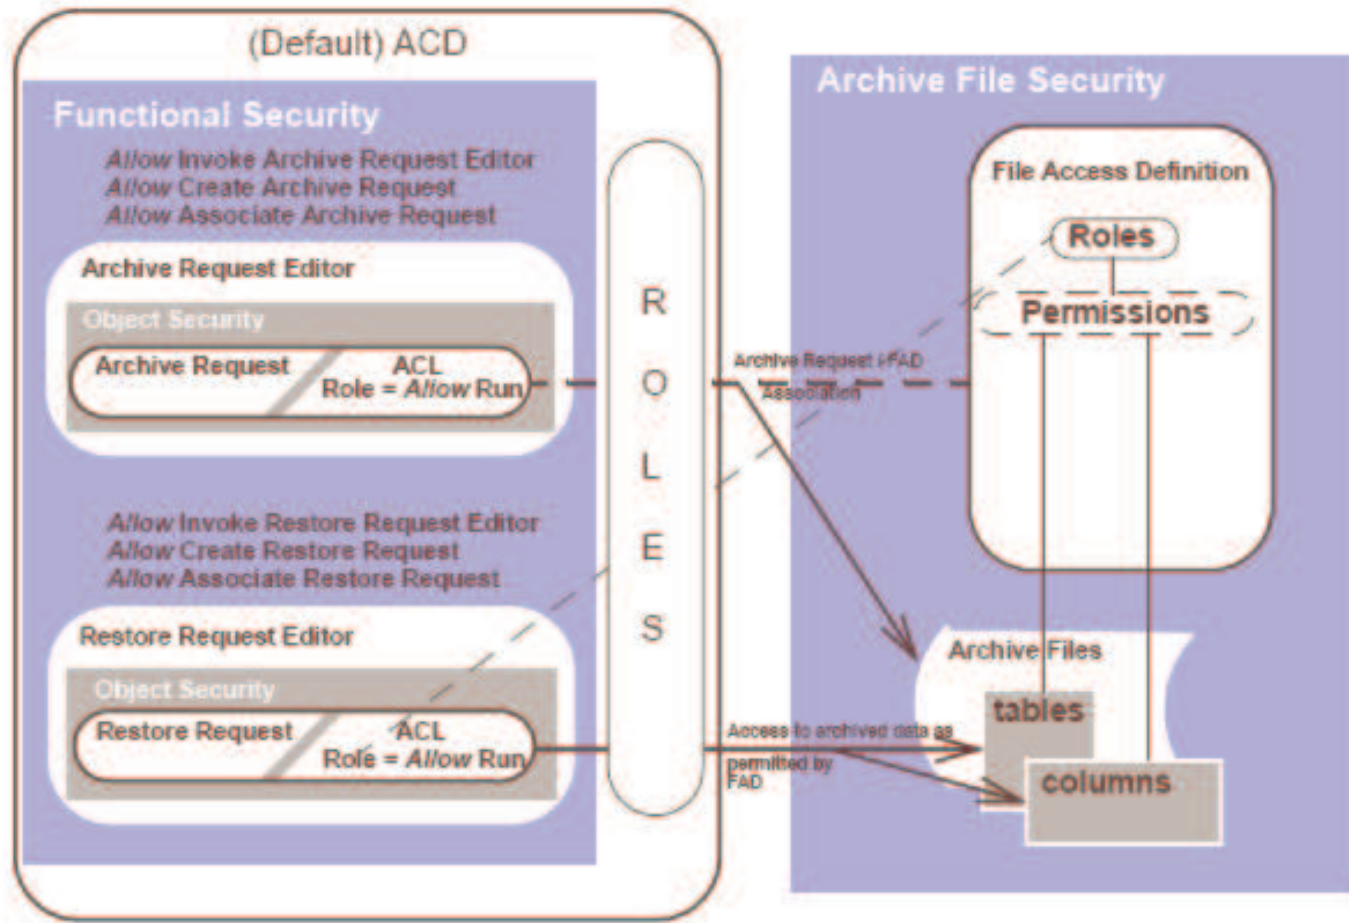 (Default) ACD
Functional Security
Allow Invoke Archive Request Editor
Allow Create Archive Request
Allow Associate Archive Request
Archive Request Editor
Object Security
Archive Request
ACL
Role = Allow Run
Allow Invoke Restore Request Editor
Allow Create Restore Request
Allow Associate Restore Request
Restore Request Editor
Object Security
Restore Request
ACL
Role = Allow Run
R
O
L
E
S
Archive Request / FAD
Association
Access to archived data as
permitted by
FAD
Archive File Security
File Access Definition
Roles
Permissions
Archive Files
tables
columns